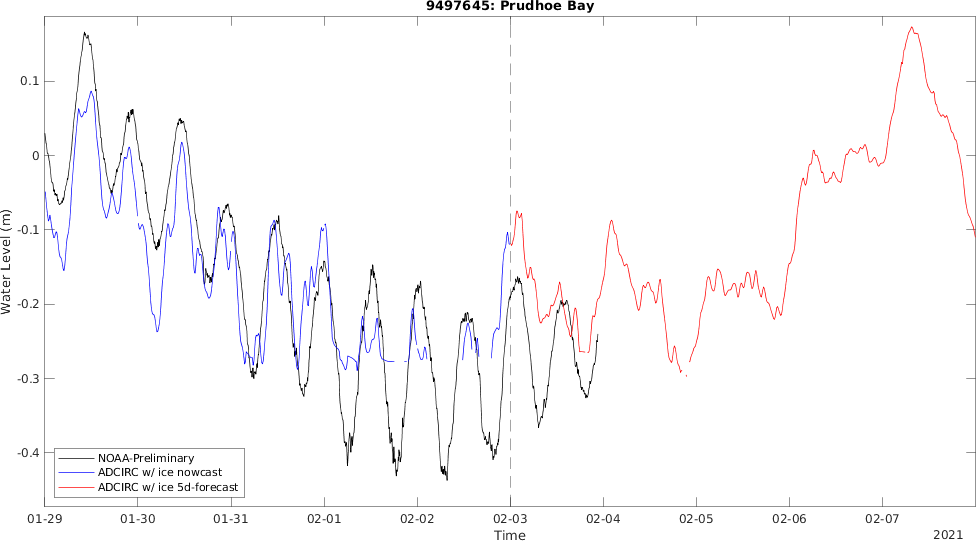 9497645: Prudhoe Bay
Water Level (m)
0.1
0
-0.1
-0.2
-0.3
-0.4
NOAA-Preliminary
ADCIRC w/ ice nowcast
ADCIRC w/ ice 5d-forecast
01-29 01-30 01-31 02-01 02-02 02-03 02-04 02-05 02-06 02-07
Time
2021